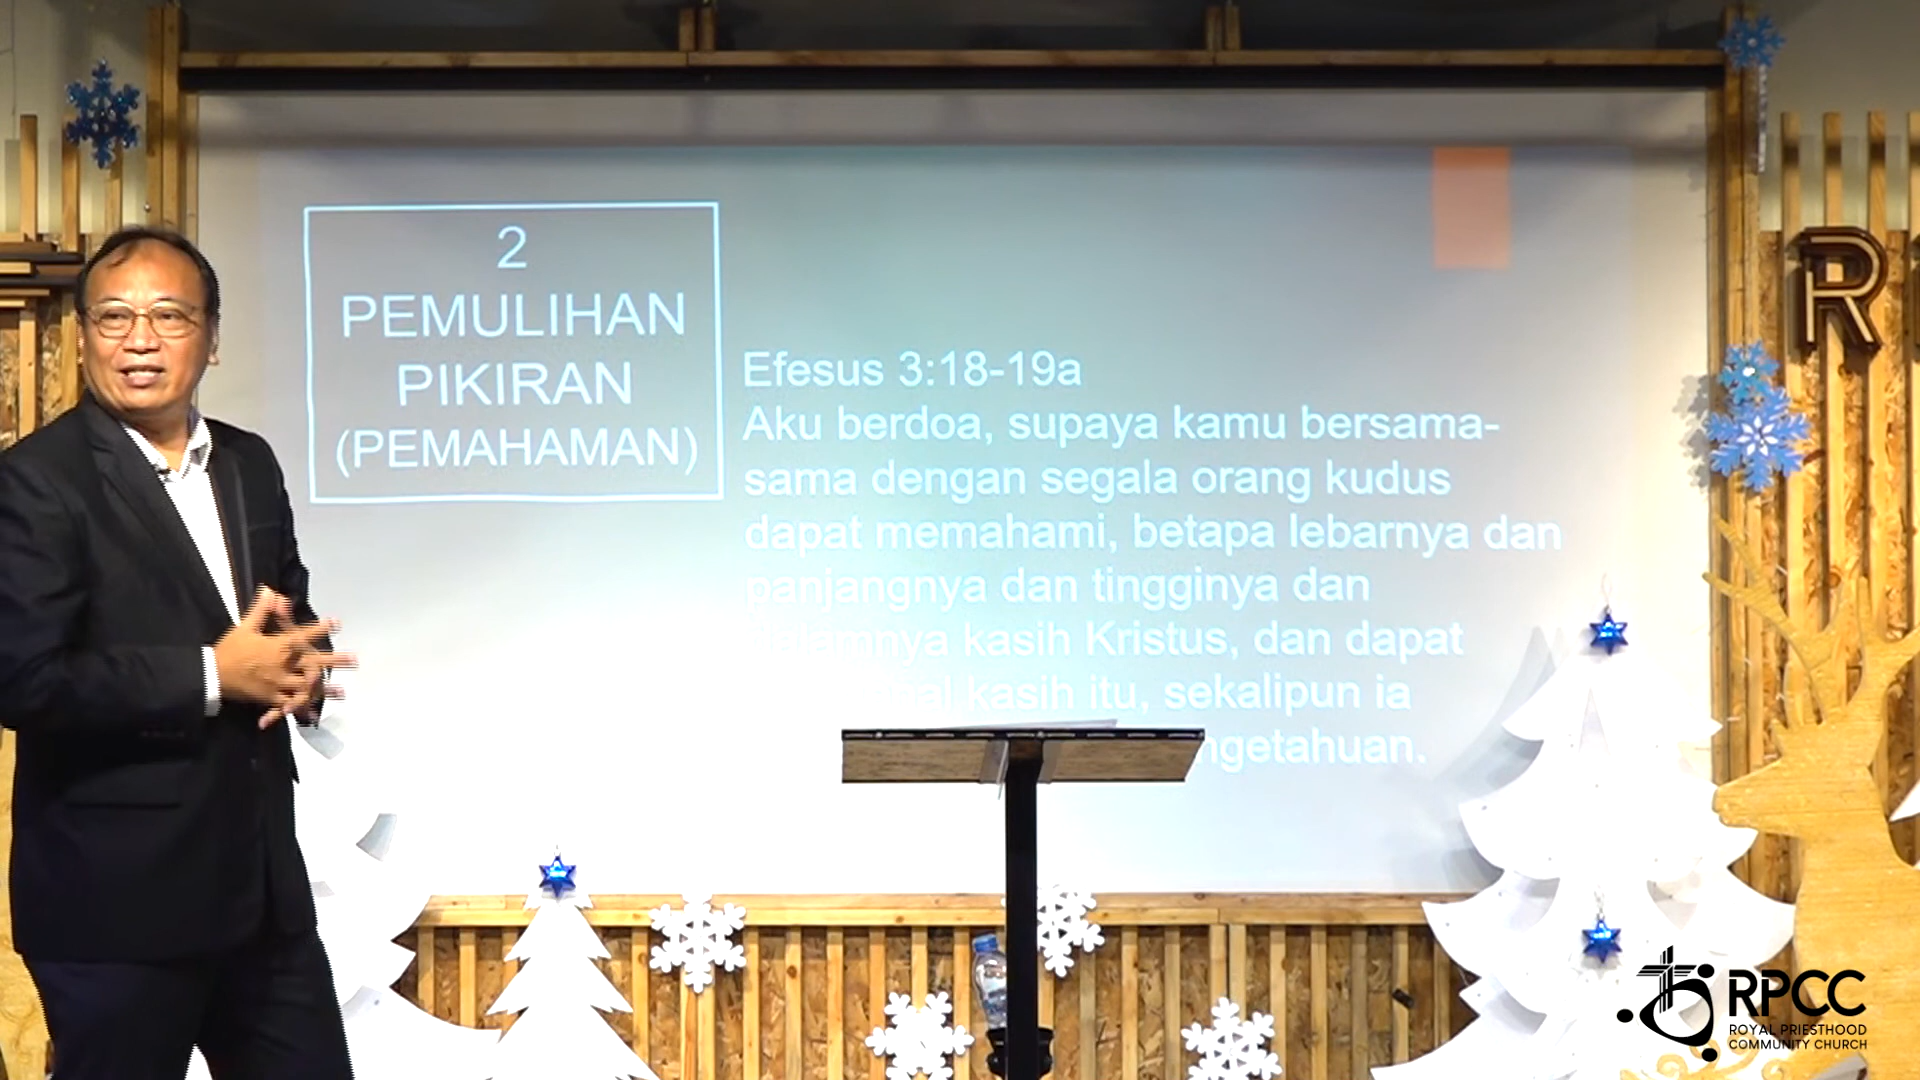 2
PEMULIHAN
PIKIRAN
(PEMAHAMAN)
Efesus 3:18-19a
Aku berdoa, supaya kamu bersama-
sama dengan segala orang kudus
dapat memahami, betapa lebarnya dan
panjangnya dan tingginya dan
kasih Kristus, dan dapat
kasih itu, sekalipun ia
R
RPCC
ROYAL PRIESTHOOD
COMMUNITY CHURCH